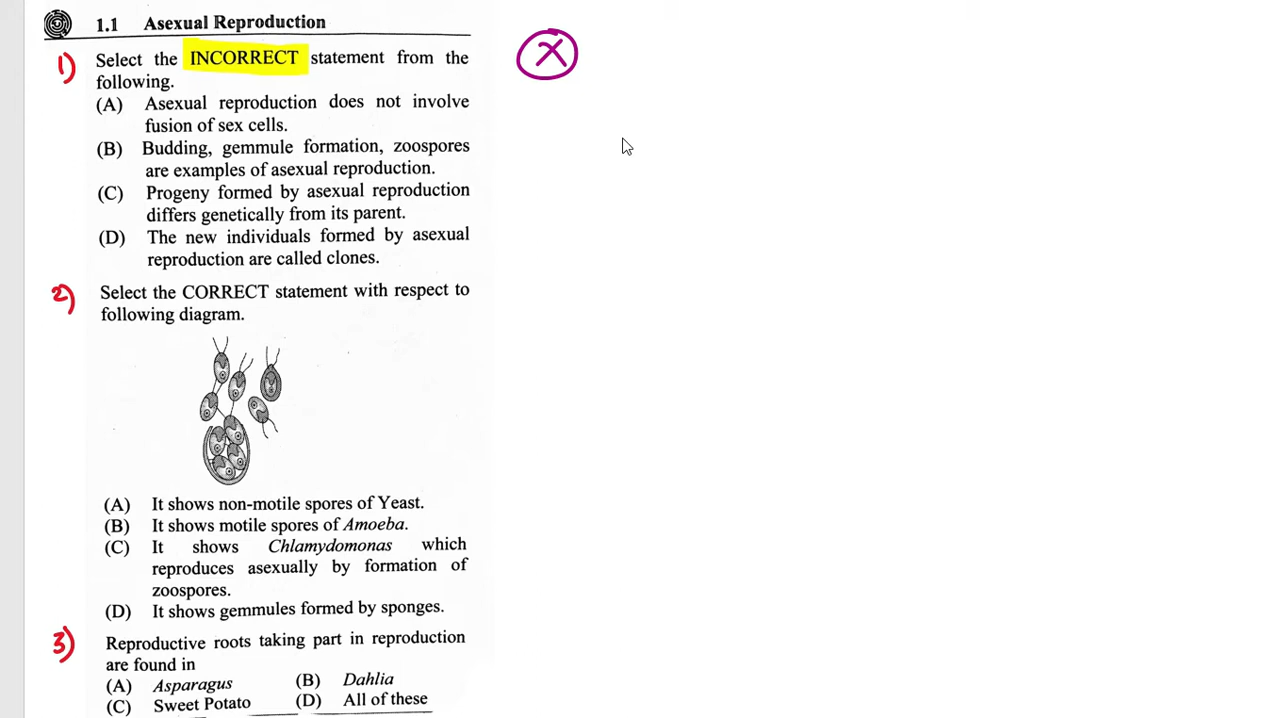 1.1 Asexual Reproduction
1) Select the INCORRECT statement from the
following.
(A) Asexual reproduction does not involve
fusion of sex cells.
(B) Budding, gemmule formation, zoospores
are examples of asexual reproduction.
(C) Progeny formed by asexual reproduction
differs genetically from its parent.
(D) The new individuals formed by asexual
reproduction are called clones.
2) Select the CORRECT statement with respect to
following diagram.
(A) It shows non-motile spores of Yeast.
(B) It shows motile spores of Amoeba.
(C) It shows Chlamydomonas which
reproduces asexually by formation of
zoospores.
(D) It shows gemmules formed by sponges.
3) Reproductive roots taking part in reproduction
are found in
(A) Asparagus (B) Dahlia
(C) Sweet Potato (D) All of these